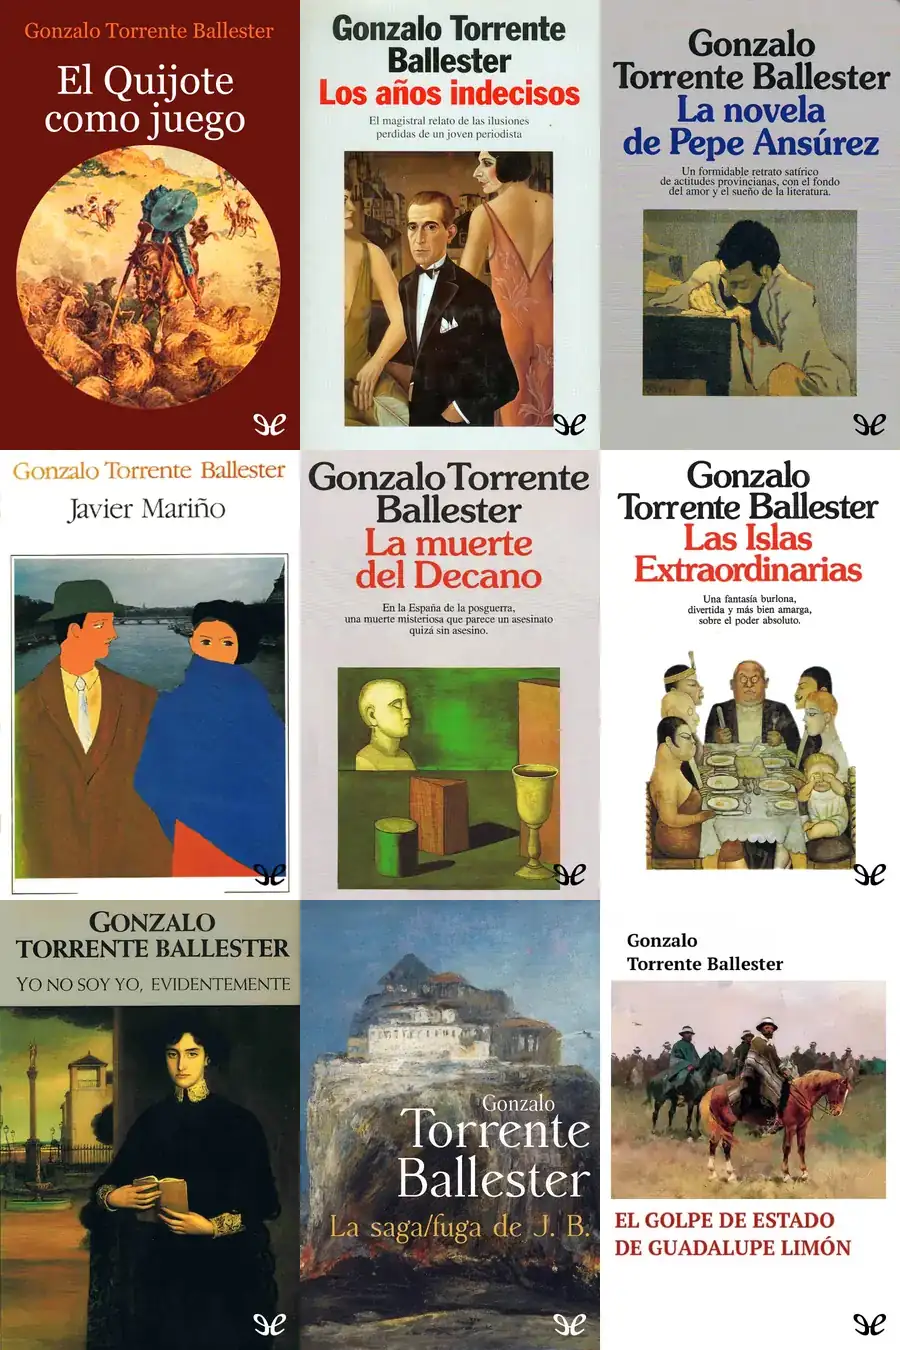 Gonzalo Torrente Ballester
El Quijote
como juego
Gonzalo Torrente
Ballester
Los años indecisos
El magistral relato de las ilusiones
perdidas de un joven periodista
Gonzalo
Torrente Ballester
La novela
de Pepe Ansúrez
Un formidable retrato satírico
de actitudes provincianas, con el fondo
del amor y el sueño de la literatura.
Gonzalo Torrente Ballester
Javier Mariño
Gonzalo Torrente
Ballester
La muerte
del Decano
En la España de la posguerra,
una muerte misteriosa que parece un asesinato
quizá sin asesino.
Gonzalo
Torrente Ballester
Las Islas
Extraordinarias
Una fantasía burlona,
divertida y más bien amarga,
sobre el poder absoluto.
GONZALO
TORRENTE BALLESTER
YO NO SOY YO, EVIDENTEMENTE
Gonzalo
Torrente
Ballester
La saga/fuga de J. B.
Gonzalo
Torrente Ballester
EL GOLPE DE ESTADO
DE GUADALUPE LIMÓN